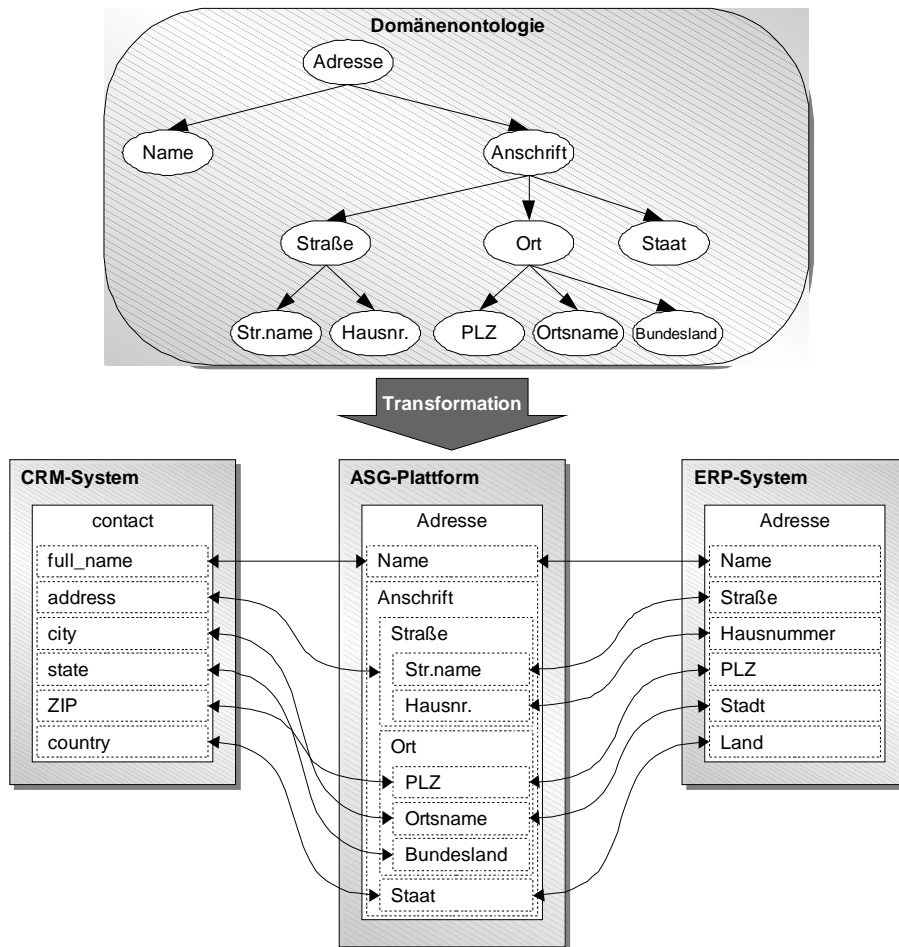 Domänenontologie
Adresse
Name
Anschrift
Straße
Ort
Staat
Str.name
Hausnr.
PLZ
Ortsname
Bundesland
Transformation
CRM-System
contact
full_name
address
city
state
ZIP
country
ASG-Plattform
Adresse
Name
Anschrift
Straße
Str.name
Hausnr.
Ort
PLZ
Ortsname
Bundesland
Staat
ERP-System
Adresse
Name
Straße
Hausnummer
PLZ
Stadt
Land